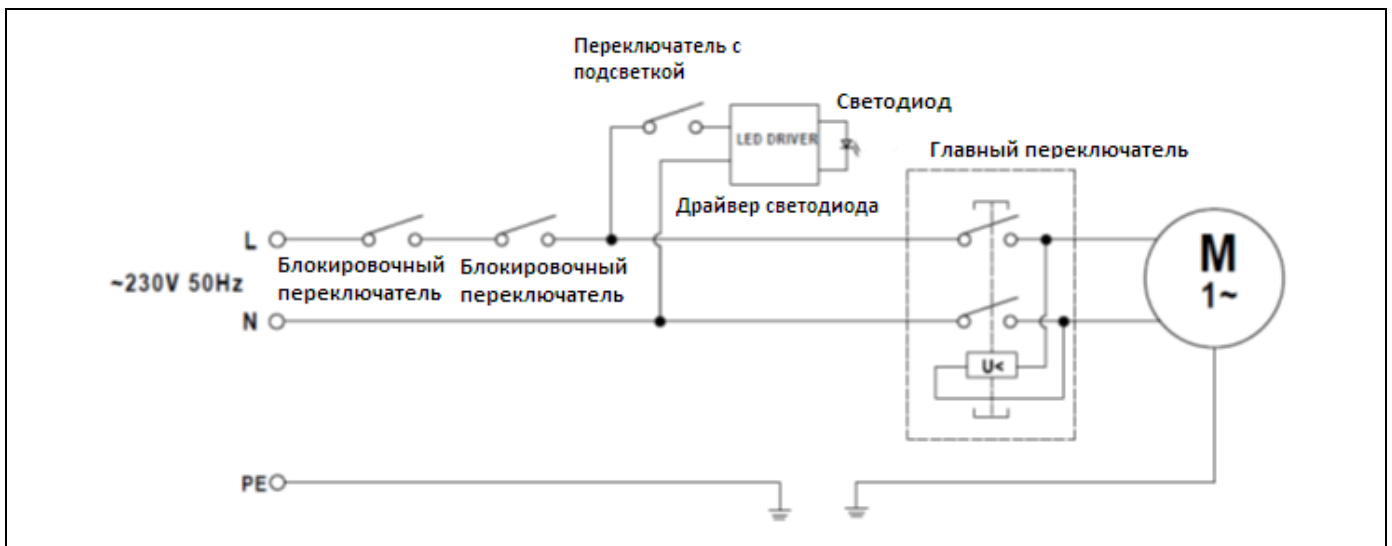 Переключатель с
подсветкой
Светодиод
LED DRIVER
Главный переключатель
Драйвер светодиода
L
Блокировочный
переключатель
Блокировочный
переключатель
~230V 50Hz
N
M
1~
U<
PE